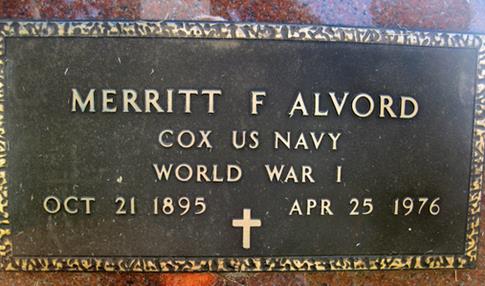 MERRITT F ALVORD
COX US NAVY
WORLD WAR I
OCT 21 1895 APR 25 1976